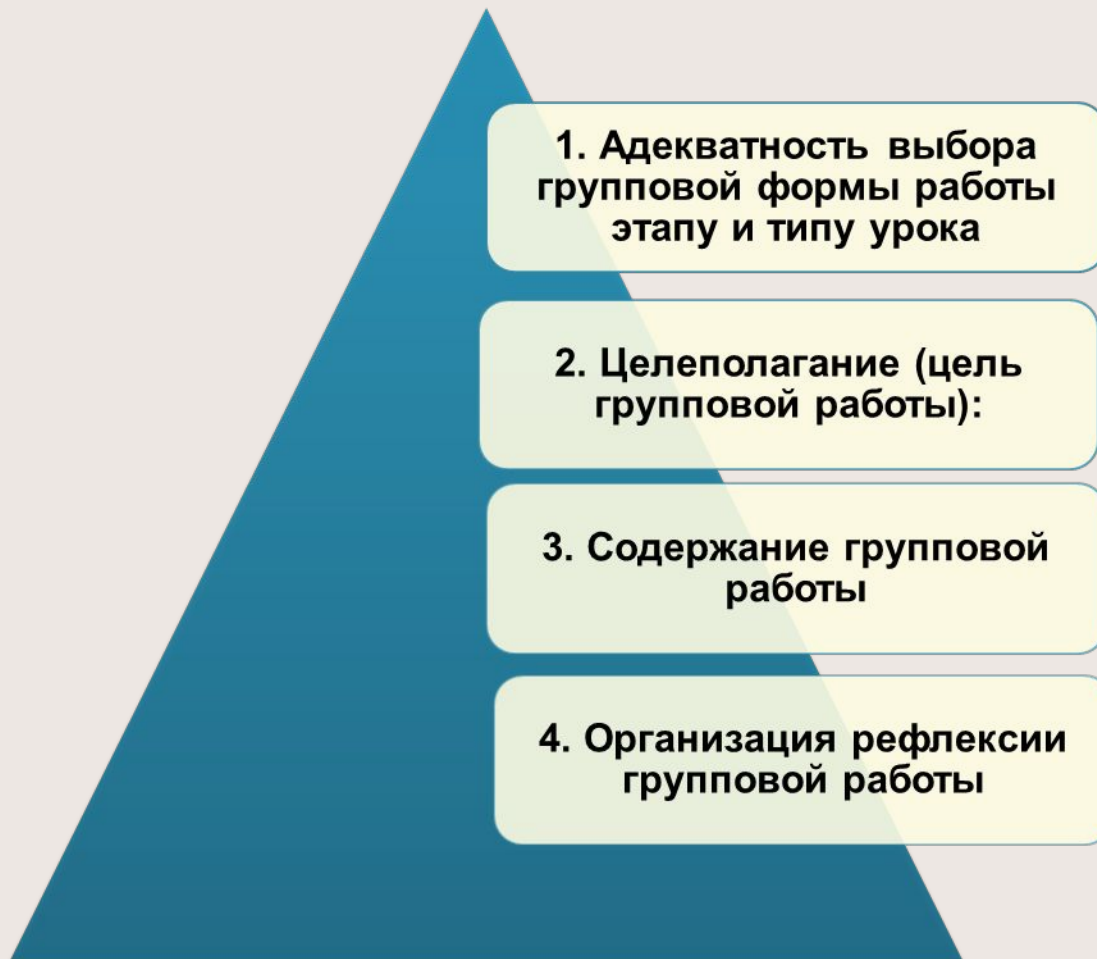 1. Адекватность выбора
групповой формы работы
этапу и типу урока
2. Целеполагание (цель
групповой работы):
3. Содержание групповой
работы
4. Организация рефлексии
групповой работы